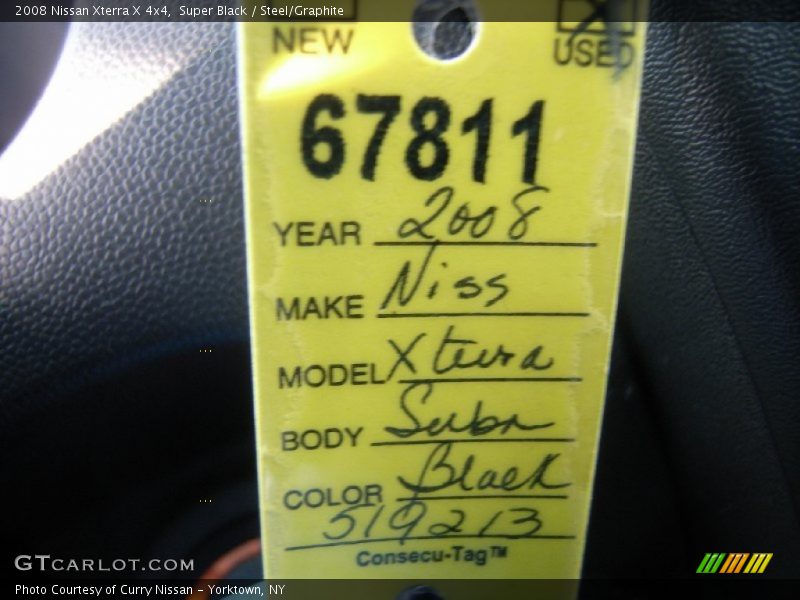 2008 Nissan Xterra X 4x4, Super Black / Steel/Graphite
NEW USED
67811
YEAR 2008
MAKE Niss
MODEL Xterra
BODY Subn
COLOR Black
519213
Consecu-Tag™
GTCARLOT.COM
Photo Courtesy of Curry Nissan - Yorktown, NY